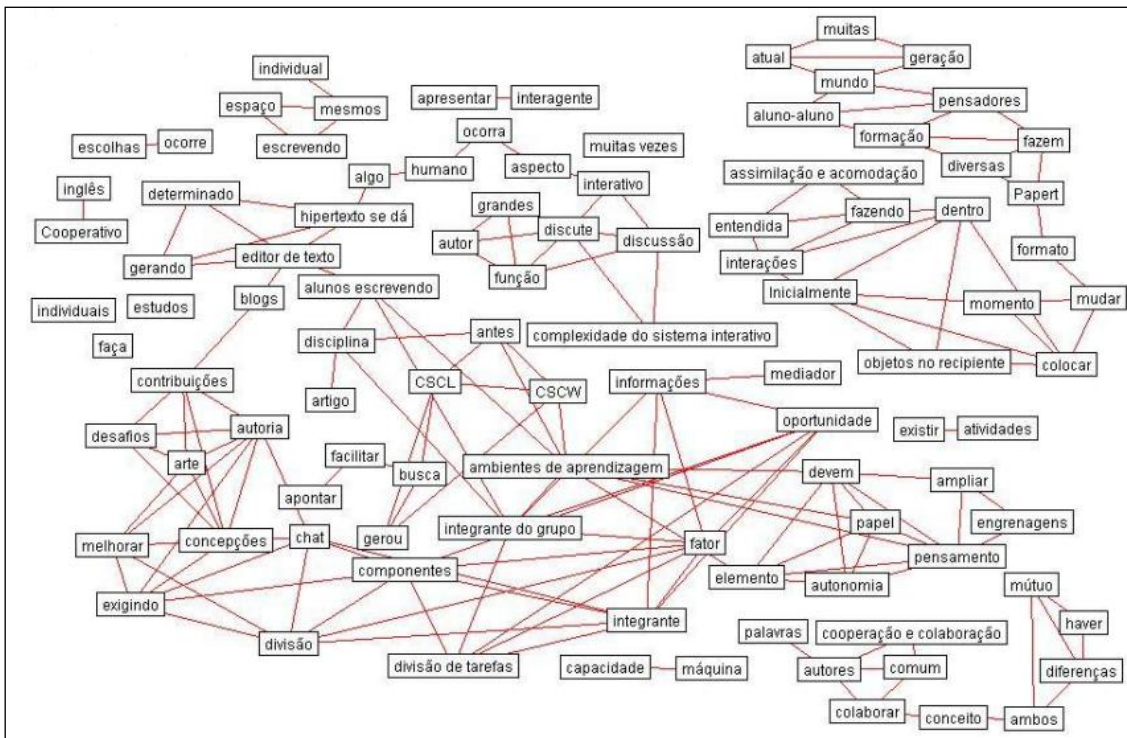 muitas
atual
geração
mundo
individual
apresentar
interagente
pensadores
espaço
mesmos
aluno-aluno
ocorra
formação
fazem
escolhas
ocorre
escrevendo
muitas vezes
humano
aspecto
diversas
algo
assimilação e acomodação
inglês
determinado
interativo
Papert
grandes
hipertexto se dá
fazendo
dentro
Cooperativo
autor
discute
discussão
entendida
formato
editor de texto
gerando
função
interações
alunos escrevendo
Inicialmente
blogs
momento
mudar
individuais
estudos
antes
complexidade do sistema interativo
disciplina
faça
objetos no recipiente
colocar
contribuições
CSCL
CSCW
informações
mediador
artigo
oportunidade
desafios
autoria
existir
atividades
facilitar
arte
busca
ambientes de aprendizagem
devem
ampliar
apontar
papel
engrenagens
integrante do grupo
melhorar
concepções
chat
gerou
fator
pensamento
componentes
elemento
autonomia
mútuo
exigindo
integrante
haver
divisão
palavras
cooperação e colaboração
divisão de tarefas
capacidade
máquina
autores
comum
diferenças
colaborar
conceito
ambos